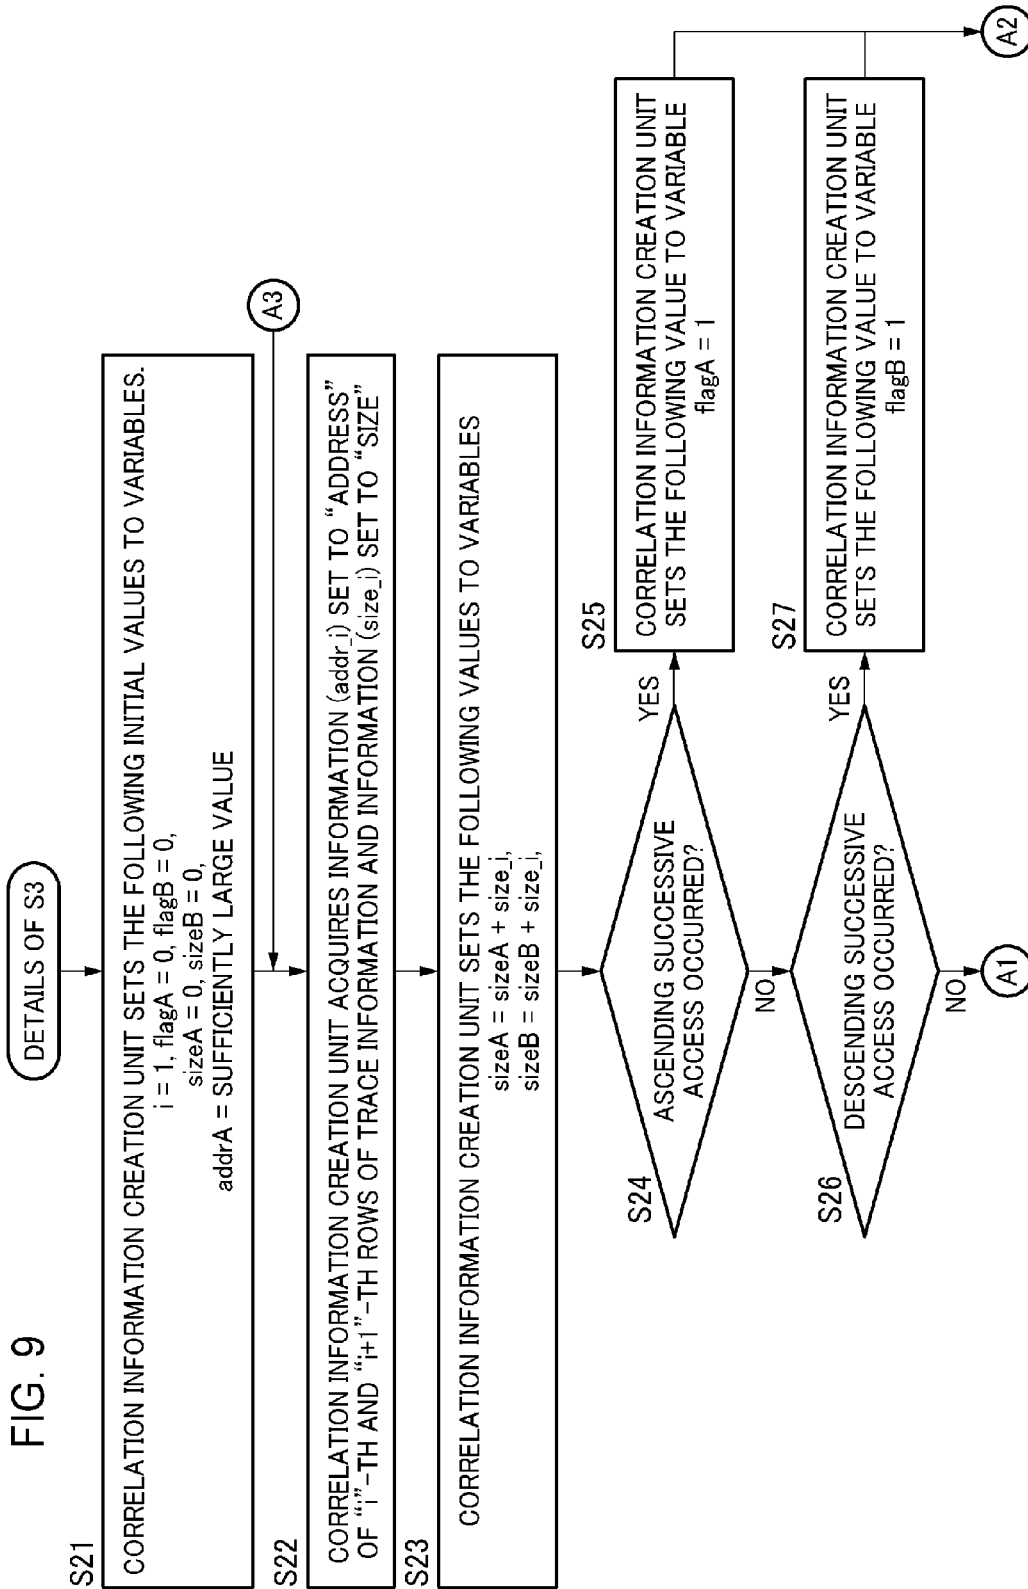 FIG. 9
DETAILS OF S3
S21
CORRELATION INFORMATION CREATION UNIT SETS THE FOLLOWING INITIAL VALUES TO VARIABLES.
i = 1, flagA = 0, flagB = 0,
sizeA = 0, sizeB = 0,
addrA = SUFFICIENTLY LARGE VALUE
A3
S22
CORRELATION INFORMATION CREATION UNIT ACQUIRES INFORMATION (addr_i) SET TO “ADDRESS”
OF “i”-TH AND “i+1”-TH ROWS OF TRACE INFORMATION AND INFORMATION (size_i) SET TO “SIZE”
S23
CORRELATION INFORMATION CREATION UNIT SETS THE FOLLOWING VALUES TO VARIABLES
sizeA = sizeA + size_i,
sizeB = sizeB + size_i,
S24
ASCENDING SUCCESSIVE
ACCESS OCCURRED?
YES
NO
S25
CORRELATION INFORMATION CREATION UNIT
SETS THE FOLLOWING VALUE TO VARIABLE
flagA = 1
S26
DESCENDING SUCCESSIVE
ACCESS OCCURRED?
YES
NO
S27
CORRELATION INFORMATION CREATION UNIT
SETS THE FOLLOWING VALUE TO VARIABLE
flagB = 1
A1
A2